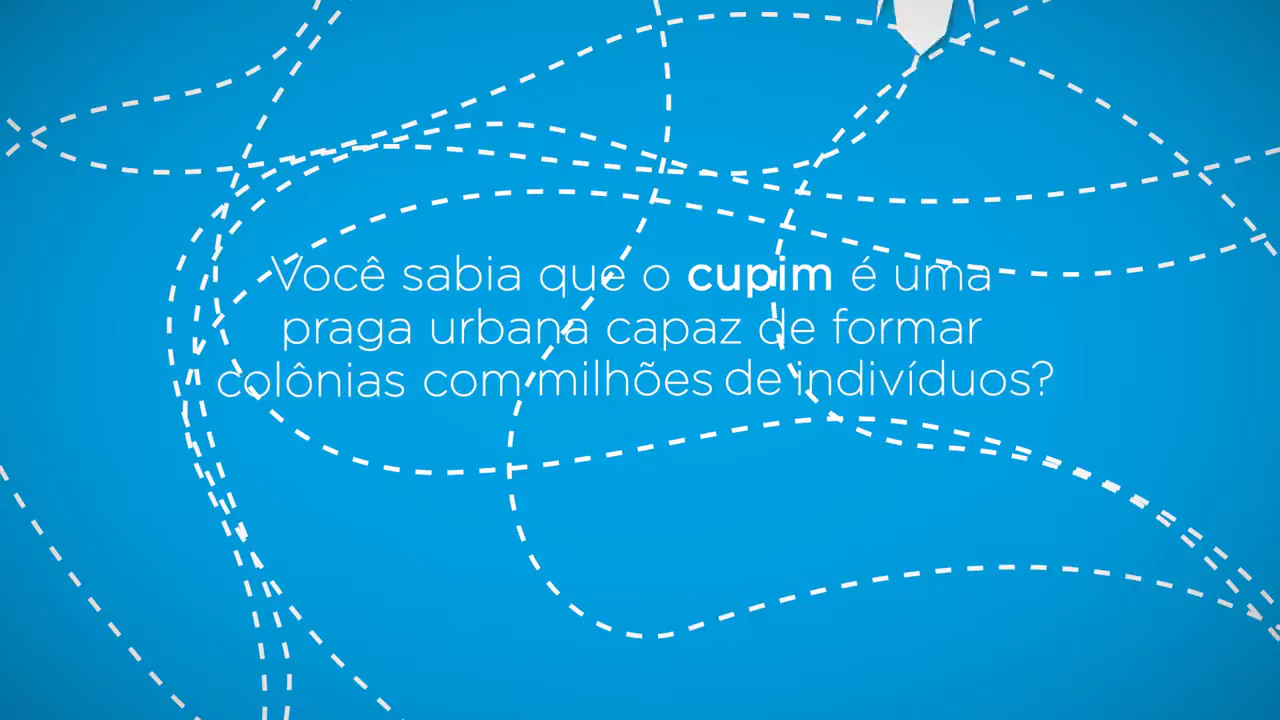 Você sabia que o cupim é uma
praga urbana capaz de formar
colônias com milhões de indivíduos?